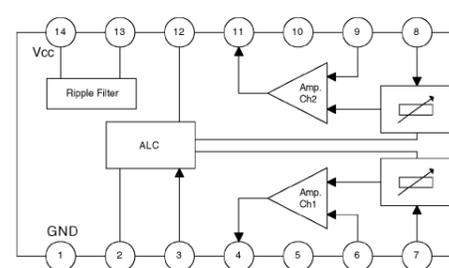 14 13 12 11 10 9 8
Vcc
Ripple Filter
Amp.
Ch2
ALC
Amp.
Ch1
GND
1 2 3 4 5 6 7